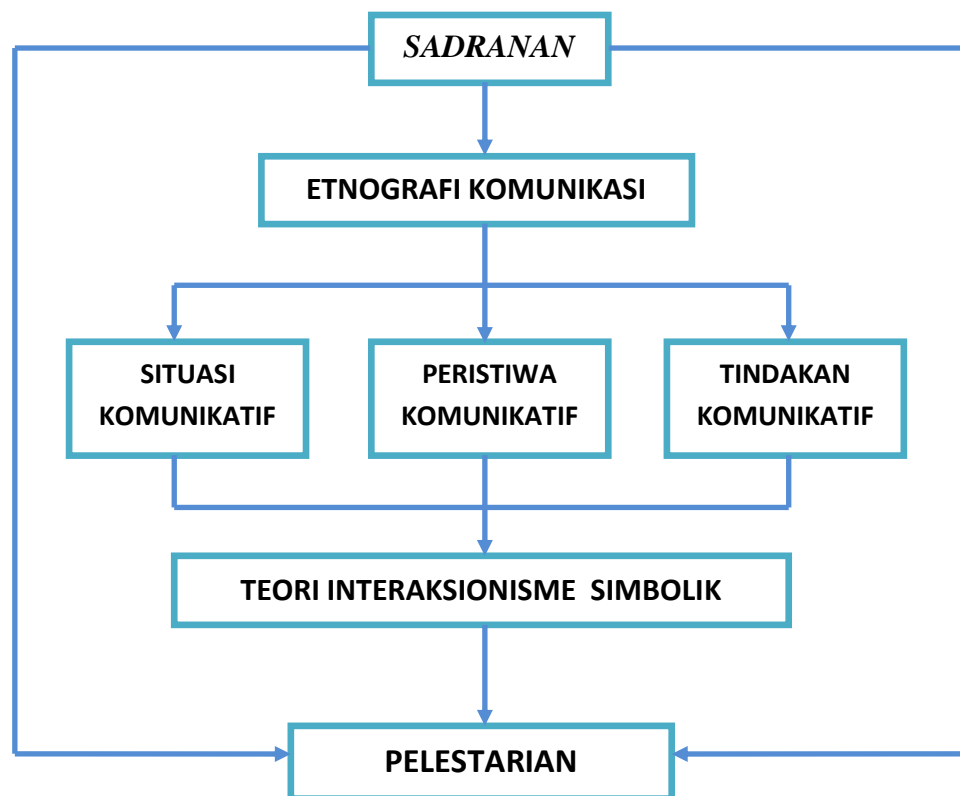 SADRANAN
ETNOGRAFI KOMUNIKASI
SITUASI
KOMUNIKATIF
PERISTIWA
KOMUNIKATIF
TINDAKAN
KOMUNIKATIF
TEORI INTERAKSIONISME SIMBOLIK
PELESTARIAN